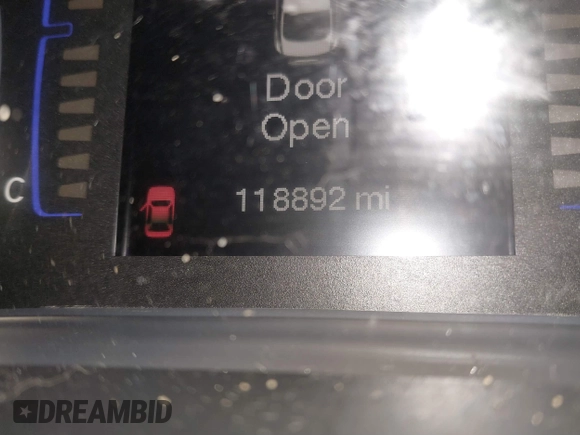 Door
Open
118892 mi
C
DREAMBID